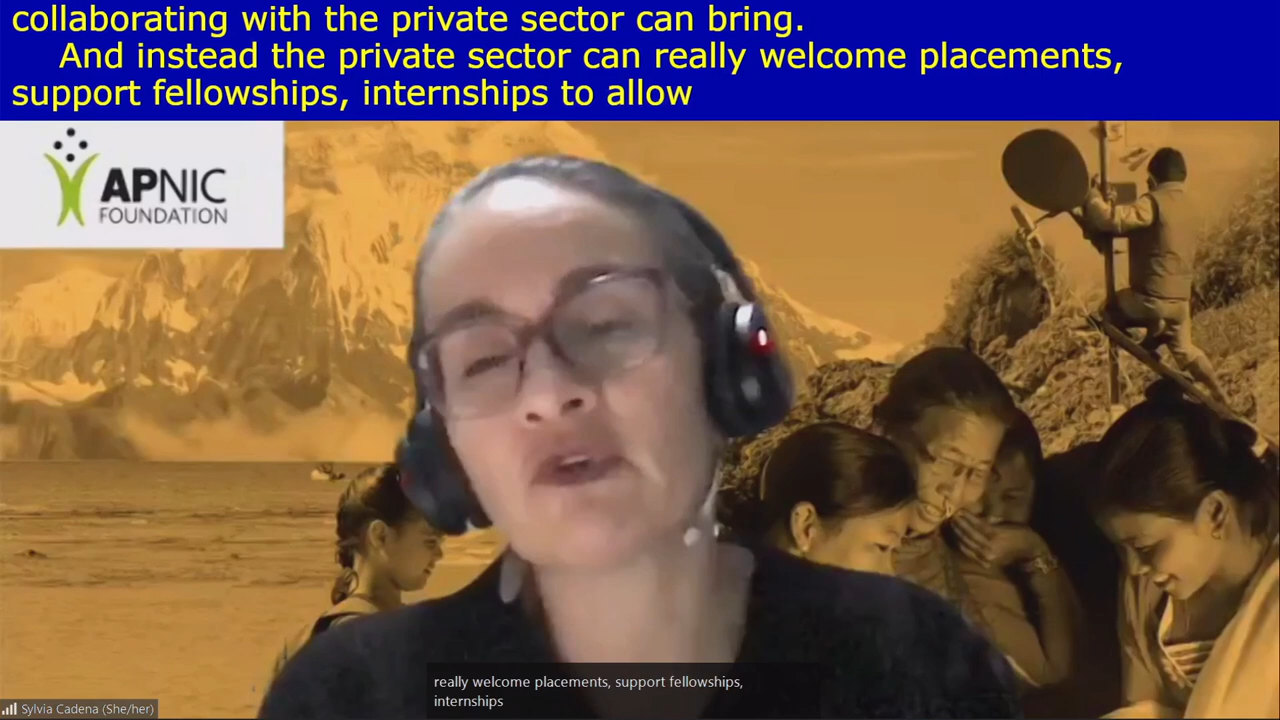 collaborating with the private sector can bring.
And instead the private sector can really welcome placements,
support fellowships, internships to allow
APNIC
FOUNDATION
really welcome placements, support fellowships,
internships
Sylvia Cadena (She/her)